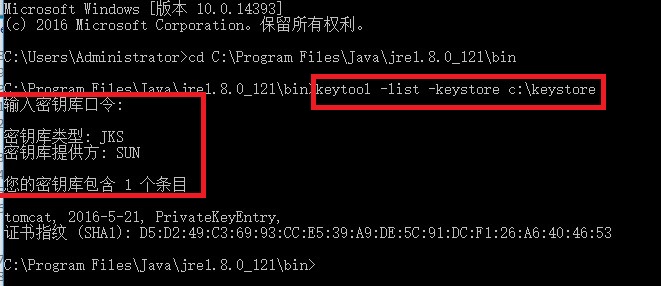 Microsoft Windows [版本 10.0.14393]
(c) 2016 Microsoft Corporation。保留所有权利。
C:\Users\Administrator>cd C:\Program Files\Java\jre1.8.0_121\bin
C:\Program Files\Java\jre1.8.0_121\bin>keytool -list -keystore c:\keystore
输入密钥库口令:
密钥库类型: JKS
密钥库提供方: SUN
您的密钥库包含 1 个条目
tomcat, 2016-5-21, PrivateKeyEntry,
证书指纹 (SHA1): D5:D2:49:C3:69:93:CC:E5:39:A9:DE:5C:91:DC:F1:26:A6:40:46:53
C:\Program Files\Java\jre1.8.0_121\bin>